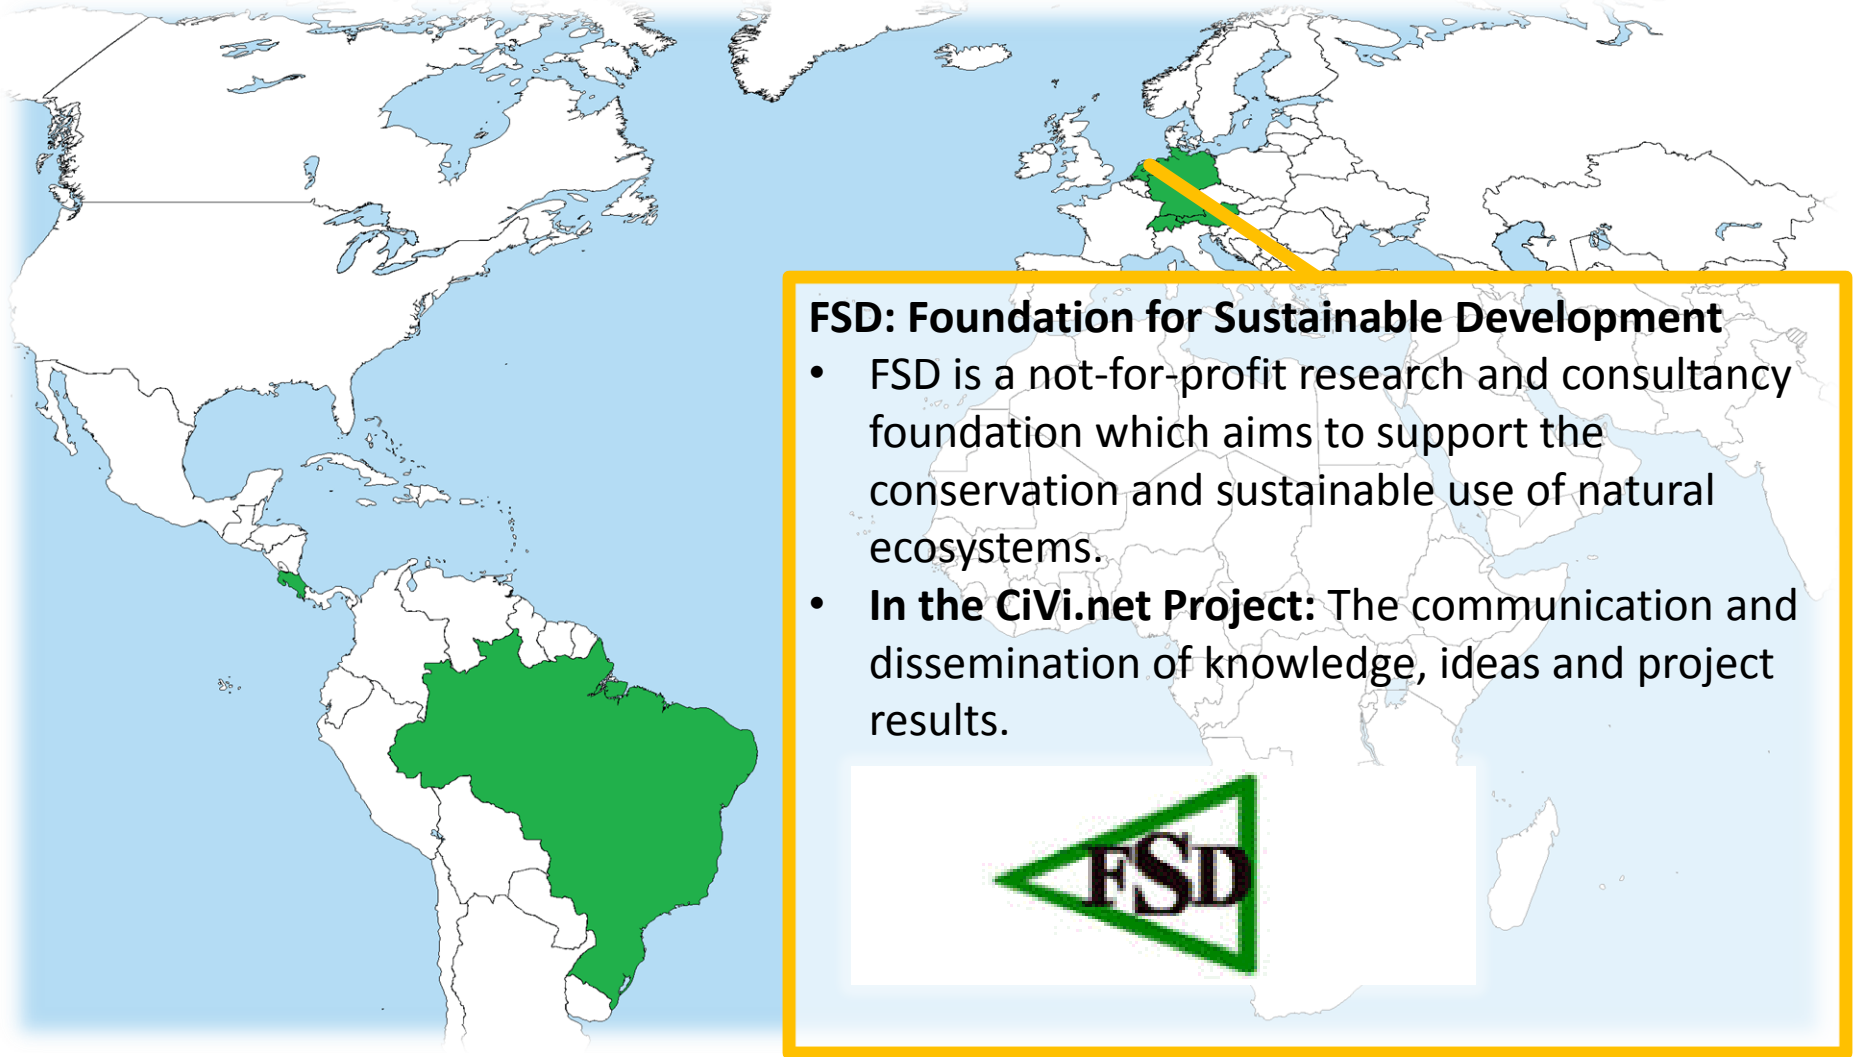 FSD: Foundation for Sustainable Development
• FSD is a not-for-profit research and consultancy
foundation which aims to support the
conservation and sustainable use of natural
ecosystems.
• In the CiVi.net Project: The communication and
dissemination of knowledge, ideas and project
results.
FSD